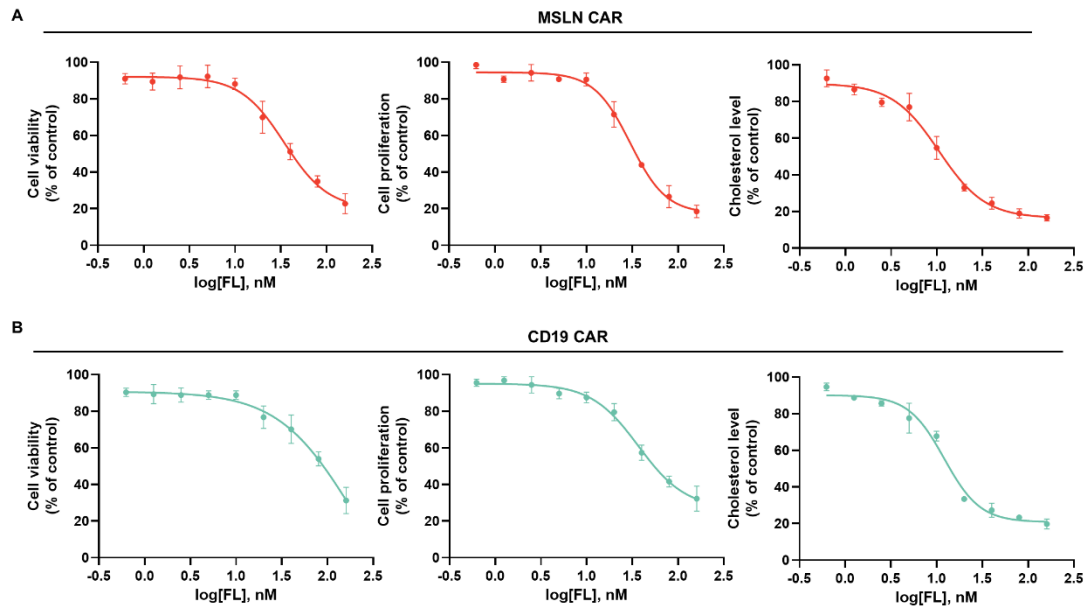 A
MSLN CAR
Cell viability
(% of control)
100
80
60
40
20
0
-0.5 0.0 0.5 1.0 1.5 2.0 2.5
log[FL], nM
Cell proliferation
(% of control)
100
80
60
40
20
0
-0.5 0.0 0.5 1.0 1.5 2.0 2.5
log[FL], nM
Cholesterol level
(% of control)
100
80
60
40
20
0
-0.5 0.0 0.5 1.0 1.5 2.0 2.5
log[FL], nM
B
CD19 CAR
Cell viability
(% of control)
100
80
60
40
20
0
-0.5 0.0 0.5 1.0 1.5 2.0 2.5
log[FL], nM
Cell proliferation
(% of control)
100
80
60
40
20
0
-0.5 0.0 0.5 1.0 1.5 2.0 2.5
log[FL], nM
Cholesterol level
(% of control)
100
80
60
40
20
0
-0.5 0.0 0.5 1.0 1.5 2.0 2.5
log[FL], nM